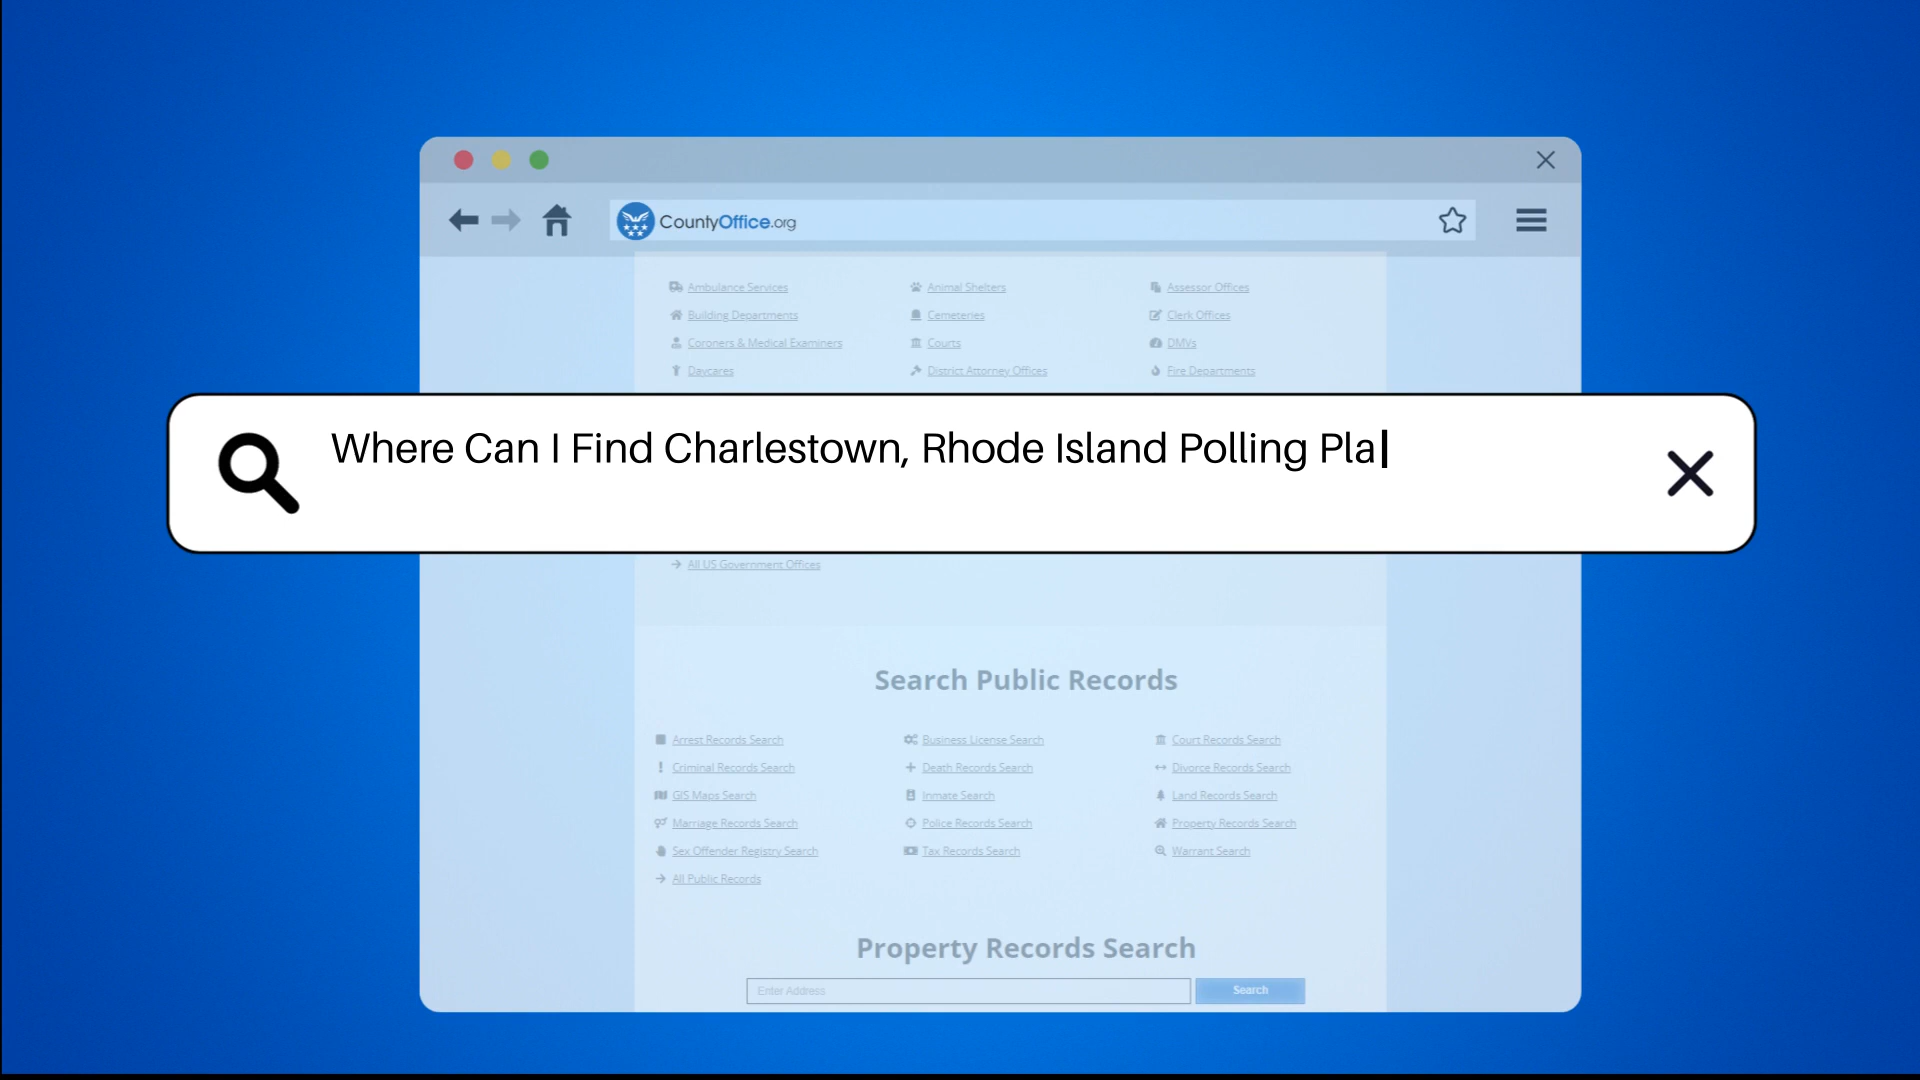 CountyOffice.org
Ambulance Services Animal Shelters Assessor Offices
Building Departments Cemeteries Clerk Offices
Coroners & Medical Examiners Courts DMVs
Daycares District Attorney Offices Fire Departments
Where Can I Find Charlestown, Rhode Island Polling Pla
All US Government Offices
Search Public Records
Arrest Records Search Business License Search Court Records Search
Criminal Records Search Death Records Search Divorce Records Search
GIS Maps Search Inmate Search Land Records Search
Marriage Records Search Police Records Search Property Records Search
Sex Offender Registry Search Tax Records Search Warrant Search
All Public Records
Property Records Search
Enter Address Search